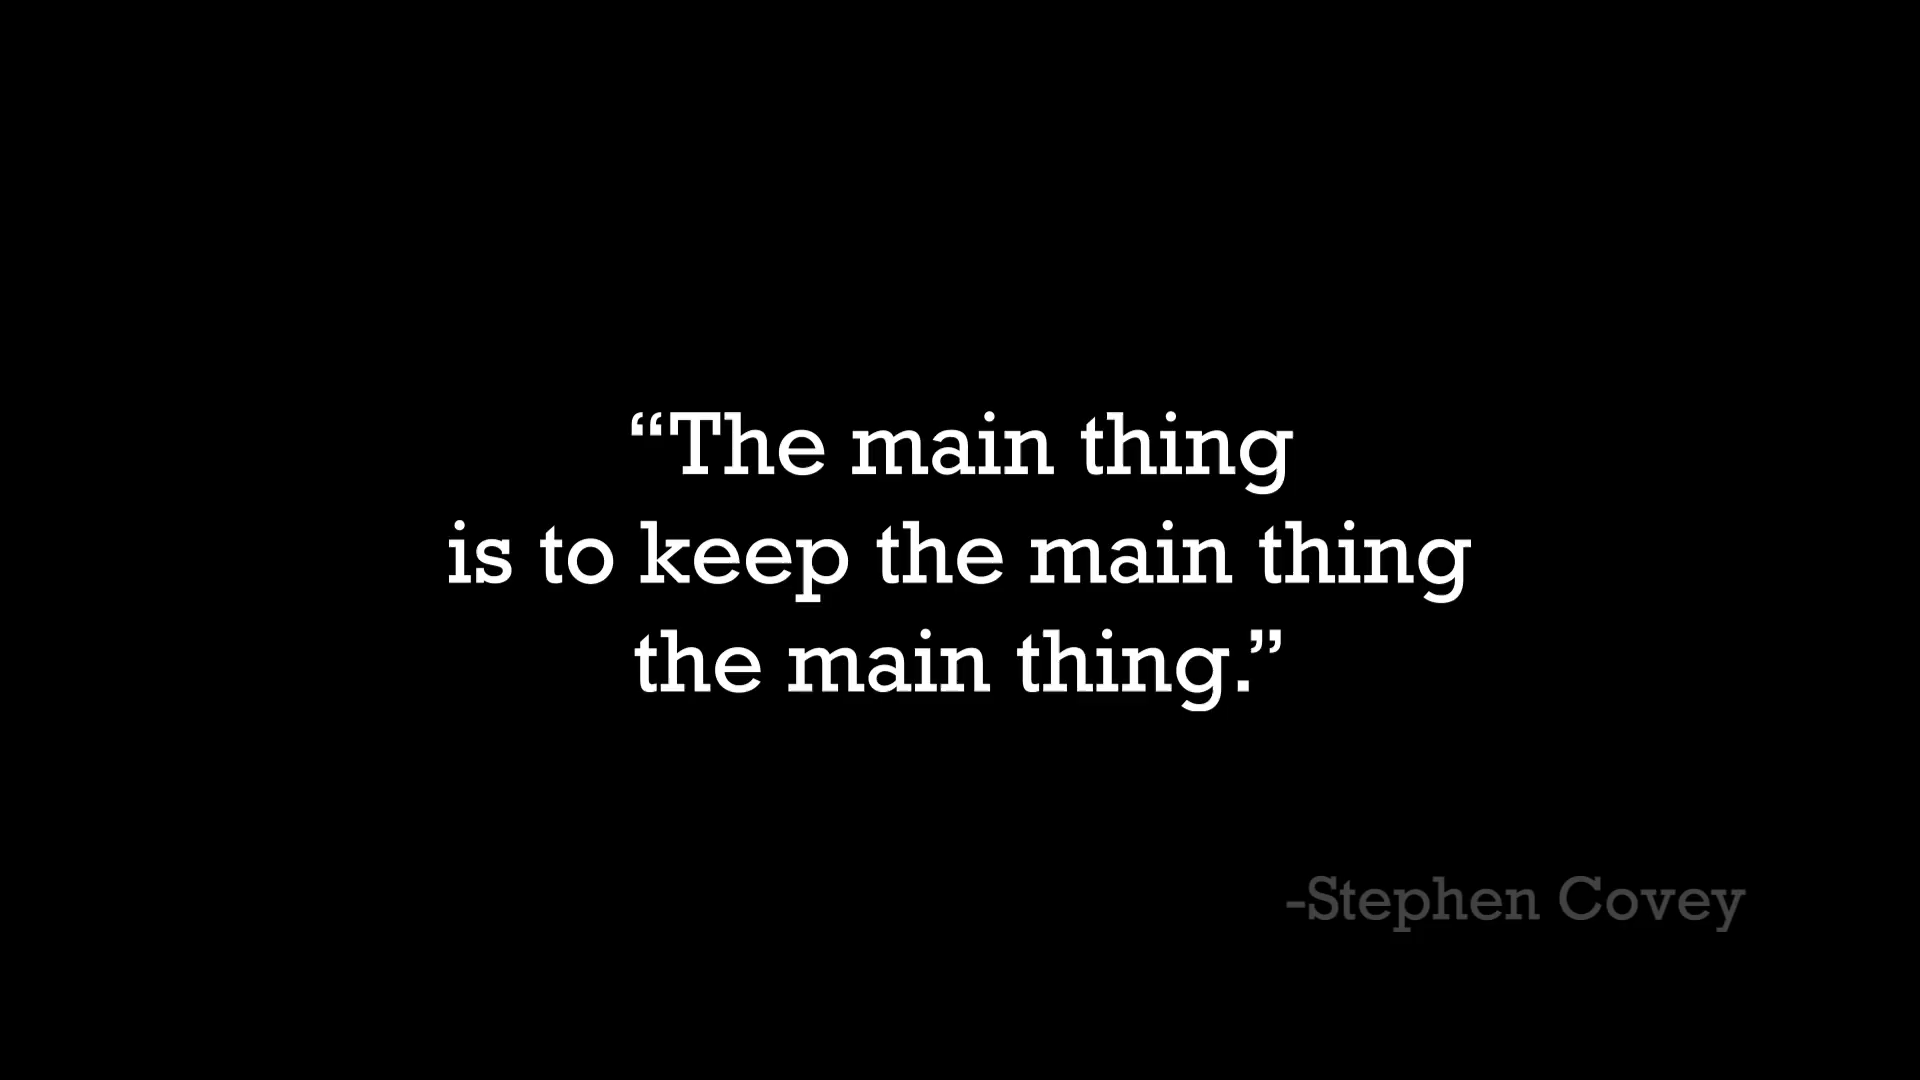 “The main thing
is to keep the main thing
the main thing.”
-Stephen Covey